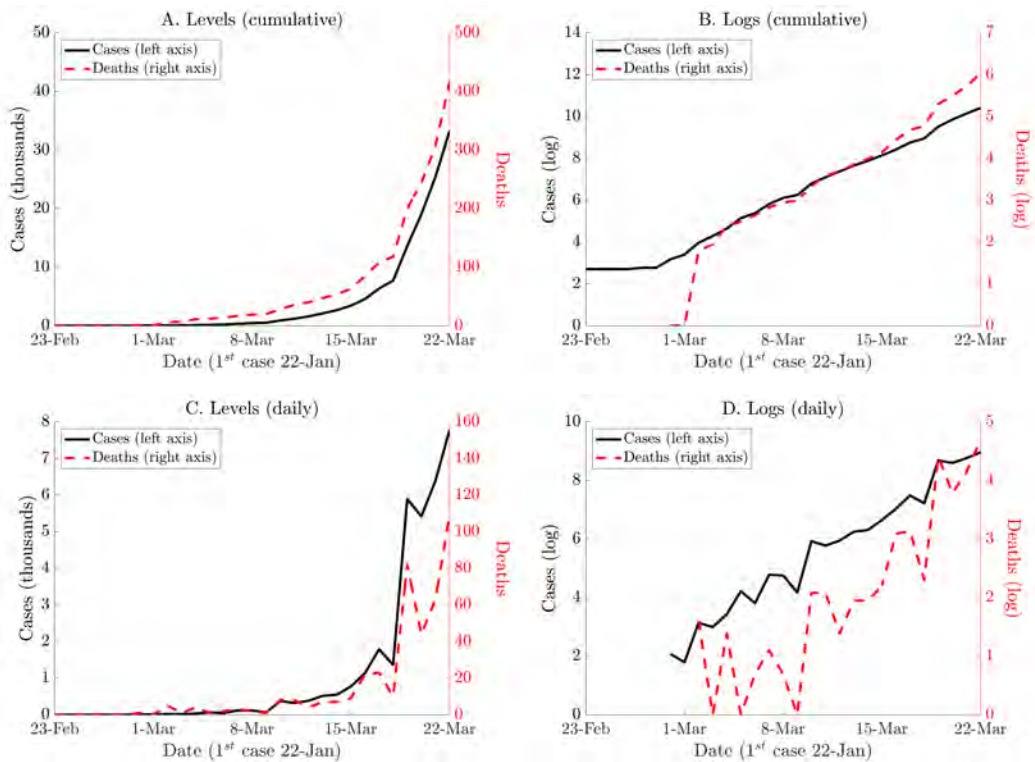 A. Levels (cumulative)
50
40
30
20
10
0
Cases (thousands)
Cases (left axis)
Deaths (right axis)
500
400
300
200
100
0
Deaths
23-Feb 1-Mar 8-Mar 15-Mar 22-Mar
Date (1st case 22-Jan)
B. Logs (cumulative)
14
12
10
8
6
4
2
0
Cases (log)
Cases (left axis)
Deaths (right axis)
7
6
5
4
3
2
1
0
Deaths (log)
23-Feb 1-Mar 8-Mar 15-Mar 22-Mar
Date (1st case 22-Jan)
C. Levels (daily)
8
7
6
5
4
3
2
1
0
Cases (thousands)
Cases (left axis)
Deaths (right axis)
160
140
120
100
80
60
40
20
0
Deaths
23-Feb 1-Mar 8-Mar 15-Mar 22-Mar
Date (1st case 22-Jan)
D. Logs (daily)
10
8
6
4
2
0
Cases (log)
Cases (left axis)
Deaths (right axis)
5
4
3
2
1
0
Deaths (log)
23-Feb 1-Mar 8-Mar 15-Mar 22-Mar
Date (1st case 22-Jan)